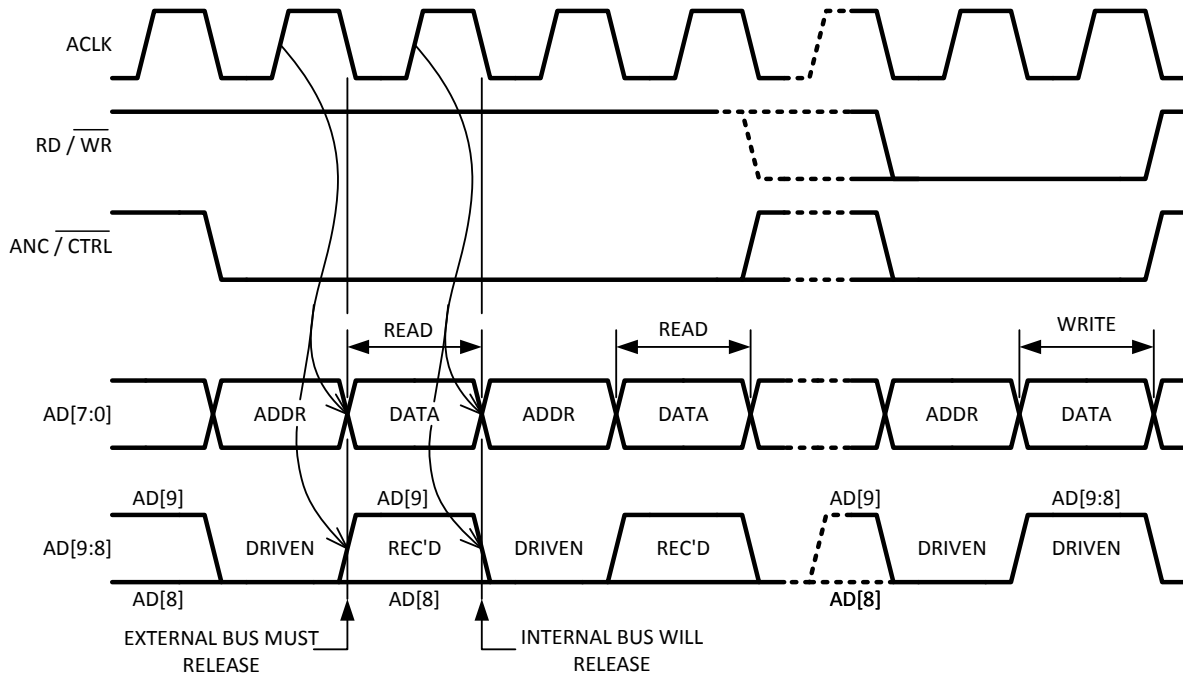 ACLK
RD / WR
ANC / CTRL
READ
READ
WRITE
AD[7:0]
ADDR
DATA
ADDR
DATA
ADDR
DATA
AD[9]
AD[9]
AD[9]
AD[9:8]
AD[9:8]
DRIVEN
REC'D
DRIVEN
REC'D
DRIVEN
DRIVEN
AD[8]
AD[8]
AD[8]
EXTERNAL BUS MUST
RELEASE
INTERNAL BUS WILL
RELEASE